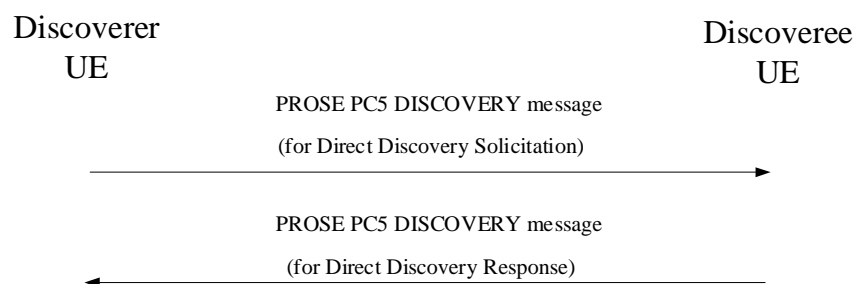 Discoverer
UE
Discoveree
UE
PROSE PC5 DISCOVERY message
(for Direct Discovery Solicitation)
PROSE PC5 DISCOVERY message
(for Direct Discovery Response)